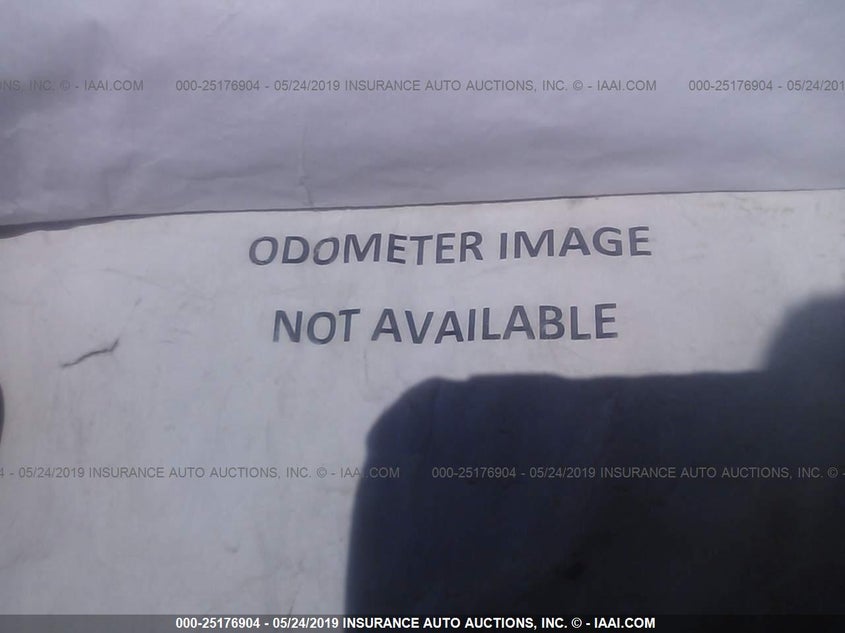 NS, INC. © - IAAI.COM 000-25176904 - 05/24/2019 INSURANCE AUTO AUCTIONS, INC. © - IAAI.COM 000-25176904 - 05/24/201
ODOMETER IMAGE
NOT AVAILABLE
4 - 05/24/2019 INSURANCE AUTO AUCTIONS, INC. © - IAAI.COM 000-25176904 - 05/24/2019 INSURANCE AUTO AUCTIONS, INC. ©
000-25176904 - 05/24/2019 INSURANCE AUTO AUCTIONS, INC. © - IAAI.COM